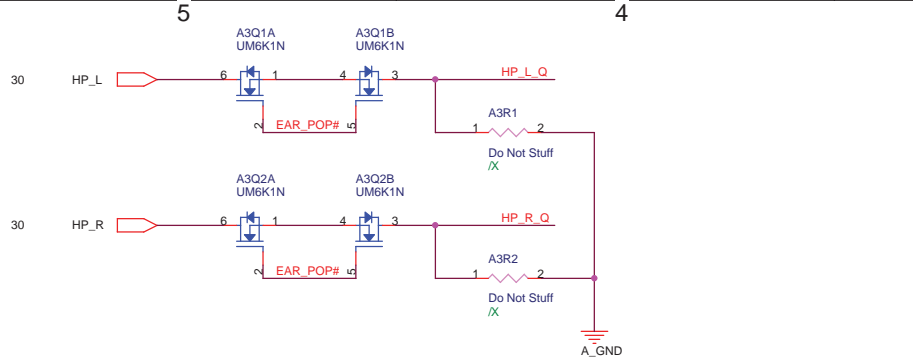 5 4
A3Q1A A3Q1B
UM6K1N UM6K1N
30 HP_L 6 1 4 3 HP_L_Q
2 EAR_POP# 5
A3R1
1 2
Do Not Stuff
/X
A3Q2A A3Q2B
UM6K1N UM6K1N
30 HP_R 6 1 4 3 HP_R_Q
2 EAR_POP# 5
A3R2
1 2
Do Not Stuff
/X
A_GND